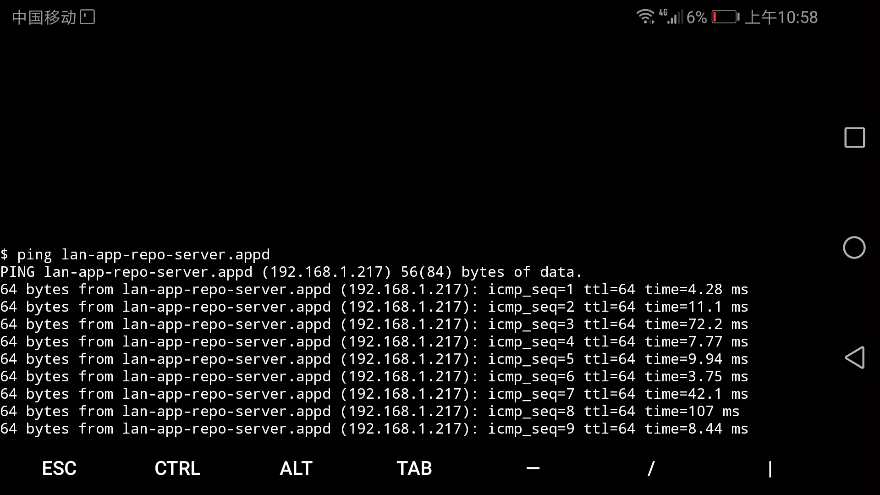 中国移动
4G 6% 上午10:58
$ ping lan-app-repo-server.appd
PING lan-app-repo-server.appd (192.168.1.217) 56(84) bytes of data.
64 bytes from lan-app-repo-server.appd (192.168.1.217): icmp_seq=1 ttl=64 time=4.28 ms
64 bytes from lan-app-repo-server.appd (192.168.1.217): icmp_seq=2 ttl=64 time=11.1 ms
64 bytes from lan-app-repo-server.appd (192.168.1.217): icmp_seq=3 ttl=64 time=72.2 ms
64 bytes from lan-app-repo-server.appd (192.168.1.217): icmp_seq=4 ttl=64 time=7.77 ms
64 bytes from lan-app-repo-server.appd (192.168.1.217): icmp_seq=5 ttl=64 time=9.94 ms
64 bytes from lan-app-repo-server.appd (192.168.1.217): icmp_seq=6 ttl=64 time=3.75 ms
64 bytes from lan-app-repo-server.appd (192.168.1.217): icmp_seq=7 ttl=64 time=42.1 ms
64 bytes from lan-app-repo-server.appd (192.168.1.217): icmp_seq=8 ttl=64 time=107 ms
64 bytes from lan-app-repo-server.appd (192.168.1.217): icmp_seq=9 ttl=64 time=8.44 ms
ESC CTRL ALT TAB — / |